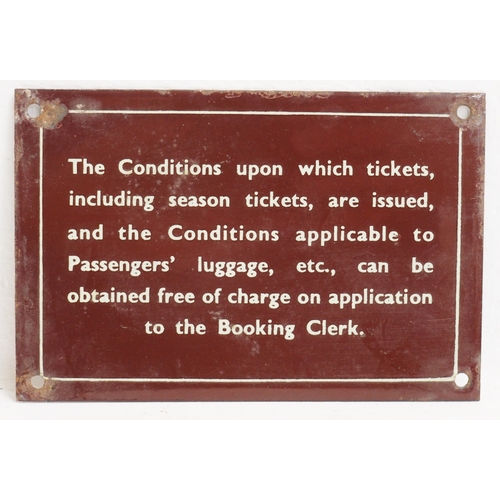 The Conditions upon which tickets,
including season tickets, are issued,
and the Conditions applicable to
Passengers' luggage, etc., can be
obtained free of charge on application
to the Booking Clerk.